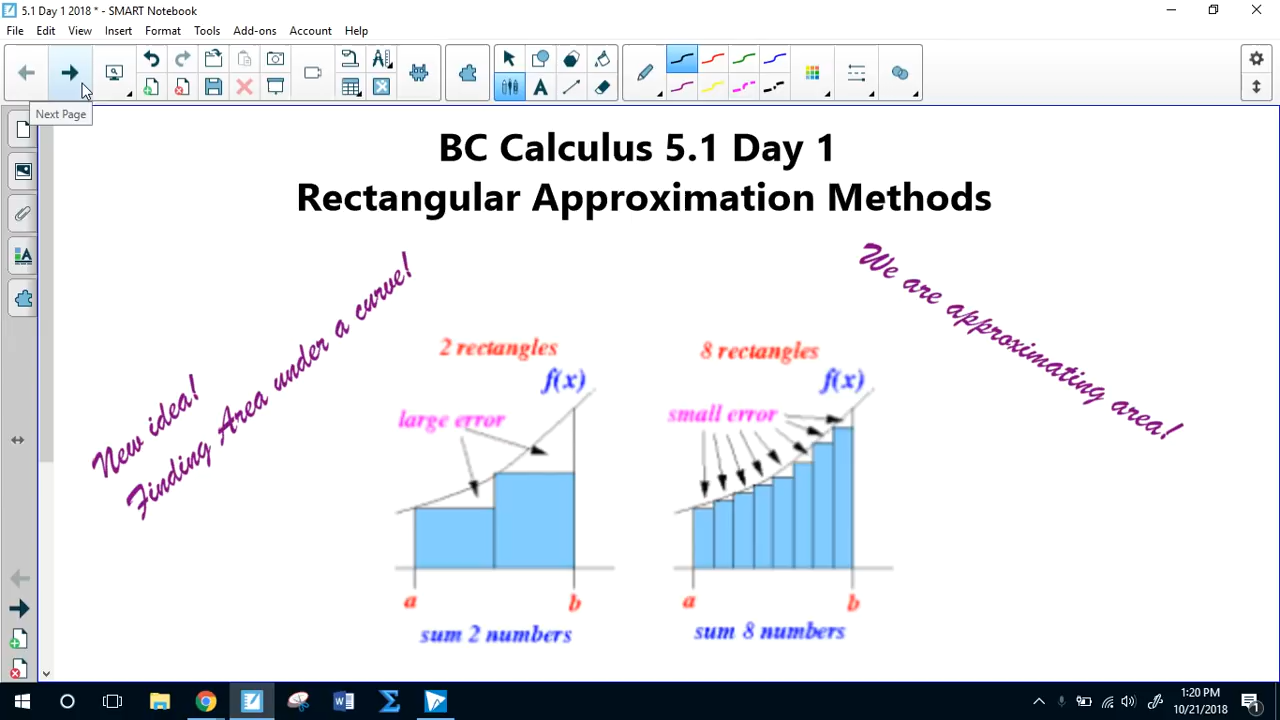 5.1 Day 1 2018 * - SMART Notebook
File Edit View Insert Format Tools Add-ons Account Help
Next Page
BC Calculus 5.1 Day 1
Rectangular Approximation Methods
New idea!
Finding Area under a curve!
We are approximating area!
2 rectangles
f(x)
large error
a
b
sum 2 numbers
8 rectangles
f(x)
small error
a
b
sum 8 numbers
1:20 PM
10/21/2018
1